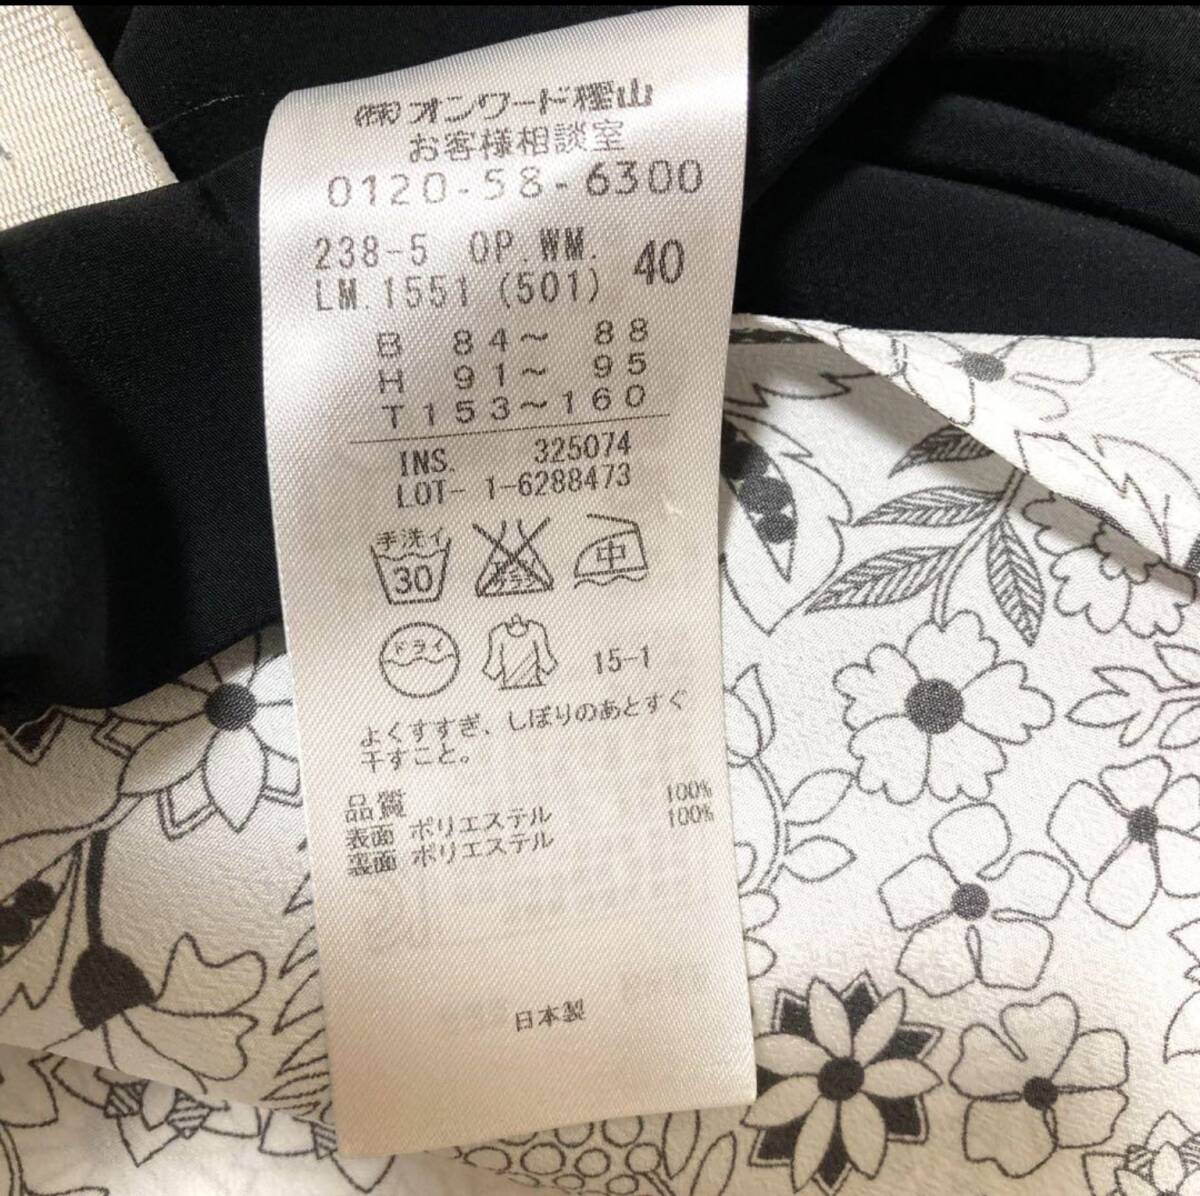 ㈱オンワード樫山
お客様相談室
0120-58-6300
238-5 OP.WM. 40
LM.1551 (501)
B 84~ 88
H 91~ 95
T153~160
INS. 325074
LOT- 1-6288473
手洗イ
30
中
ドライ
15-1
よくすすぎ、しぼりのあとすぐ
干すこと。
品質
表面 ポリエステル 100%
裏面 ポリエステル 100%
日本製